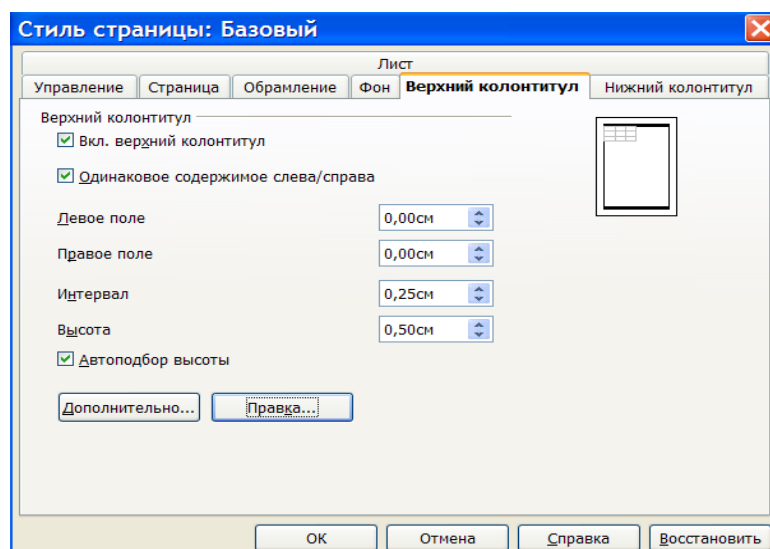 Стиль страницы: Базовый
Лист
Управление Страница Обрамление Фон Верхний колонтитул Нижний колонтитул
Верхний колонтитул
Вкл. верхний колонтитул
Одинаковое содержимое слева/справа
Левое поле 0,00см
Правое поле 0,00см
Интервал 0,25см
Высота 0,50см
Автоподбор высоты
Дополнительно... Правка...
ОК Отмена Справка Восстановить